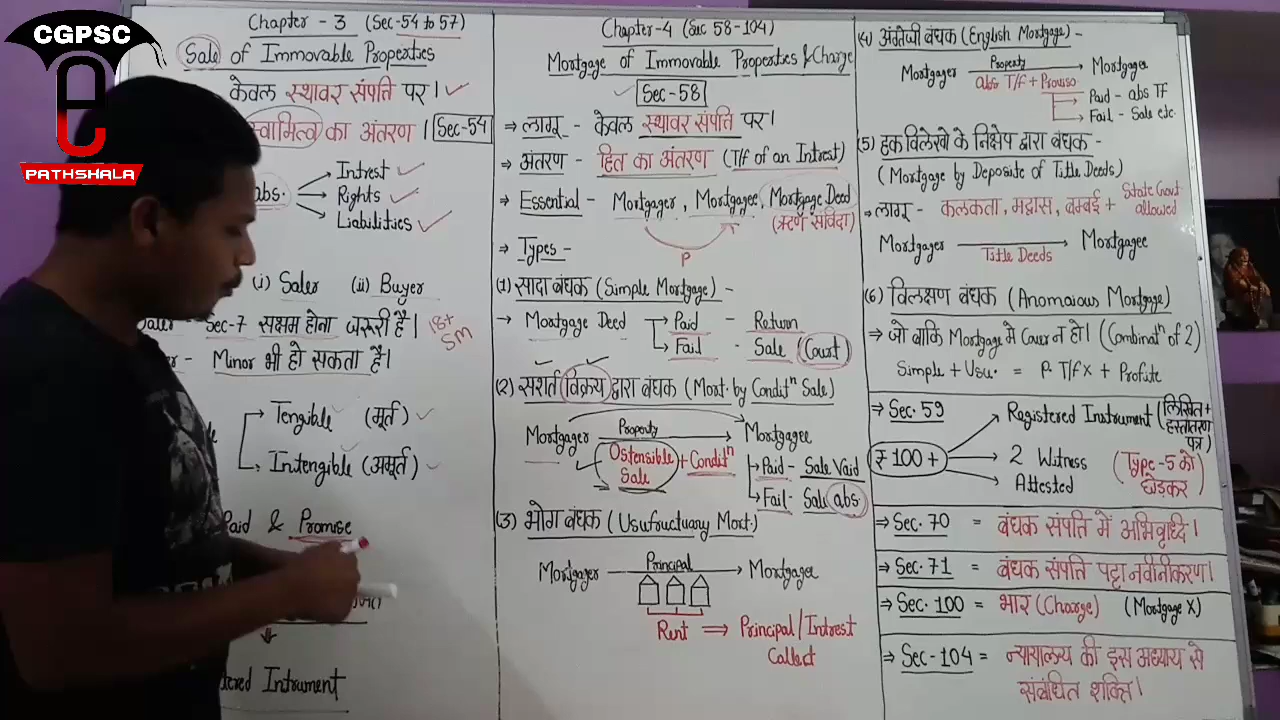 CGPSC
PATHSHALA
Chapter - 3 (Sec-54 to 57)
Sale of Immovable Properties
केवल स्थावर संपति पर।
स्वामित्व का अंतरण। Sec-54
abs.
Intrest
Rights
Liabilities
(i) Saler (ii) Buyer
Sec-7 सक्षम होना जरूरी है।
18+
SM
Minor भी हो सकता है।
Tengible (मूर्त)
Intengible (अमूर्त)
Paid & Promise
Intrument
Chapter-4 (Sec 58-104)
Mortgage of Immovable Properties & Charge
Sec-58
⇒ लागू - केवल स्थावर संपति पर।
⇒ अंतरण - हित का अंतरण (T/f of an Intrest)
⇒ Essential - Mortgager, Mortgagee, Mortgage Deed
(ऋण संविदा)
P
⇒ Types -
(1) सादा बंधक (Simple Mortgage) -
→ Mortgage Deed
Paid - Return
Fail - Sale (Court)
(2) सशर्त विक्रय द्वारा बंधक (Mort. by Conditⁿ Sale)
Mortgager Property Mortgagee
Ostensible Sale + Conditⁿ
Paid - Sale Vaid
Fail - Sale abs.
(3) भोग बंधक (Usufructuary Mort.)
Mortgager Principal Mortgagee
Rent ⇒ Principal/Intrest
Collect
(4) अंग्रेजी बंधक (English Mortgage) -
Mortgager Property Mortgagee
abs T/f + Proviso
Paid - abs TF
Fail - Sale etc.
(5) हक विलेखो के निक्षेप द्वारा बंधक -
(Mortgage by Deposite of Title Deeds)
⇒ लागू - कलकता, मद्रास, बम्बई + State Govt allowed
Mortgager Title Deeds Mortgagee
(6) विलक्षण बंधक (Anomaious Mortgage)
⇒ जो बाकि Mortgage मे Cover न हो। (Combinatⁿ of 2)
Simple + Usu. = P. T/f X + Profite
⇒ Sec. 59
₹ 100 +
Registered Instrument (लिखित + हस्तांतरण पत्र)
2 Witness
Attested
(Type-5 को छोड़कर)
⇒ Sec. 70 = बंधक संपति में अभिवृध्दि।
⇒ Sec. 71 = बंधक संपति पट्टा नवीनीकरण।
⇒ Sec. 100 = भार (Charge) (Mortgage X)
⇒ Sec-104 = न्यायालय की इस अध्याय से
संबंधित शक्ति।